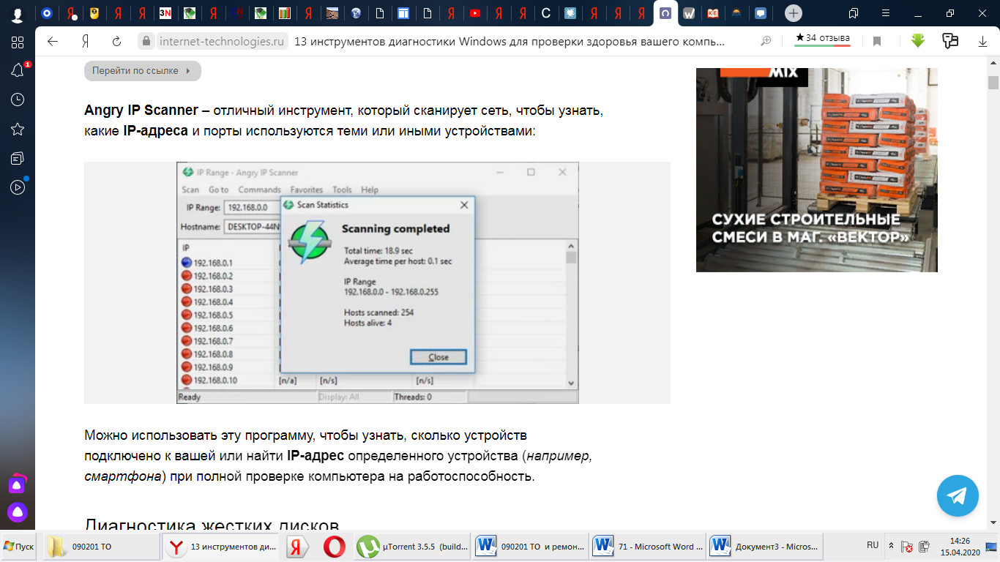 internet-technologies.ru
13 инструментов диагностики Windows для проверки здоровья вашего компь...
★34 отзыва
1
Перейти по ссылке
Angry IP Scanner – отличный инструмент, который сканирует сеть, чтобы узнать,
какие IP-адреса и порты используются теми или иными устройствами:
IP Range - Angry IP Scanner
Scan Go to Commands Favorites Tools Help
IP Range: 192.168.0.0
Hostname: DESKTOP-44N
IP
192.168.0.1
192.168.0.2
192.168.0.3
192.168.0.4
192.168.0.5
192.168.0.6
192.168.0.7
192.168.0.8
192.168.0.9
192.168.0.10 [n/a] [n/s] [n/s]
Ready Display: All Threads: 0
Scan Statistics
Scanning completed
Total time: 18.9 sec
Average time per host: 0.1 sec
IP Range
192.168.0.0 - 192.168.0.255
Hosts scanned: 254
Hosts alive: 4
Close
MIX
СУХИЕ СТРОИТЕЛЬНЫЕ
СМЕСИ В МАГ. «ВЕКТОР»
Можно использовать эту программу, чтобы узнать, сколько устройств
подключено к вашей или найти IP-адрес определенного устройства (например,
смартфона) при полной проверке компьютера на работоспособность.
Диагностика жестких дисков
Пуск
090201 ТО
13 инструментов ди...
µTorrent 3.5.5 (build...
090201 ТО и ремон...
71 - Microsoft Word ...
Документ3 - Micros...
RU
14:26
15.04.2020